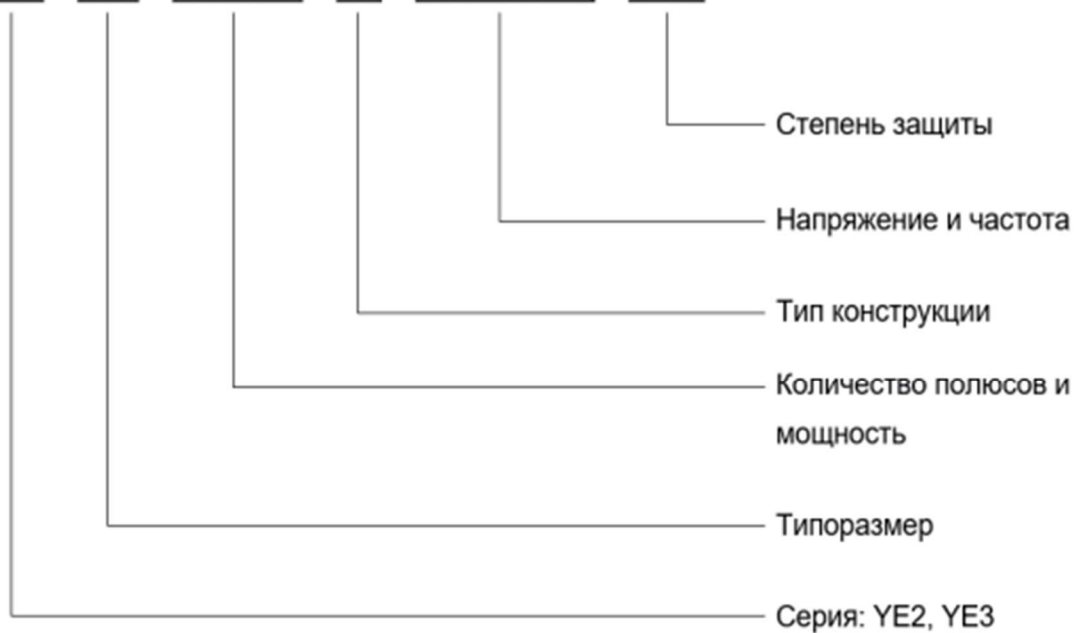 Степень защиты
Напряжение и частота
Тип конструкции
Количество полюсов и
мощность
Типоразмер
Серия: YE2, YE3